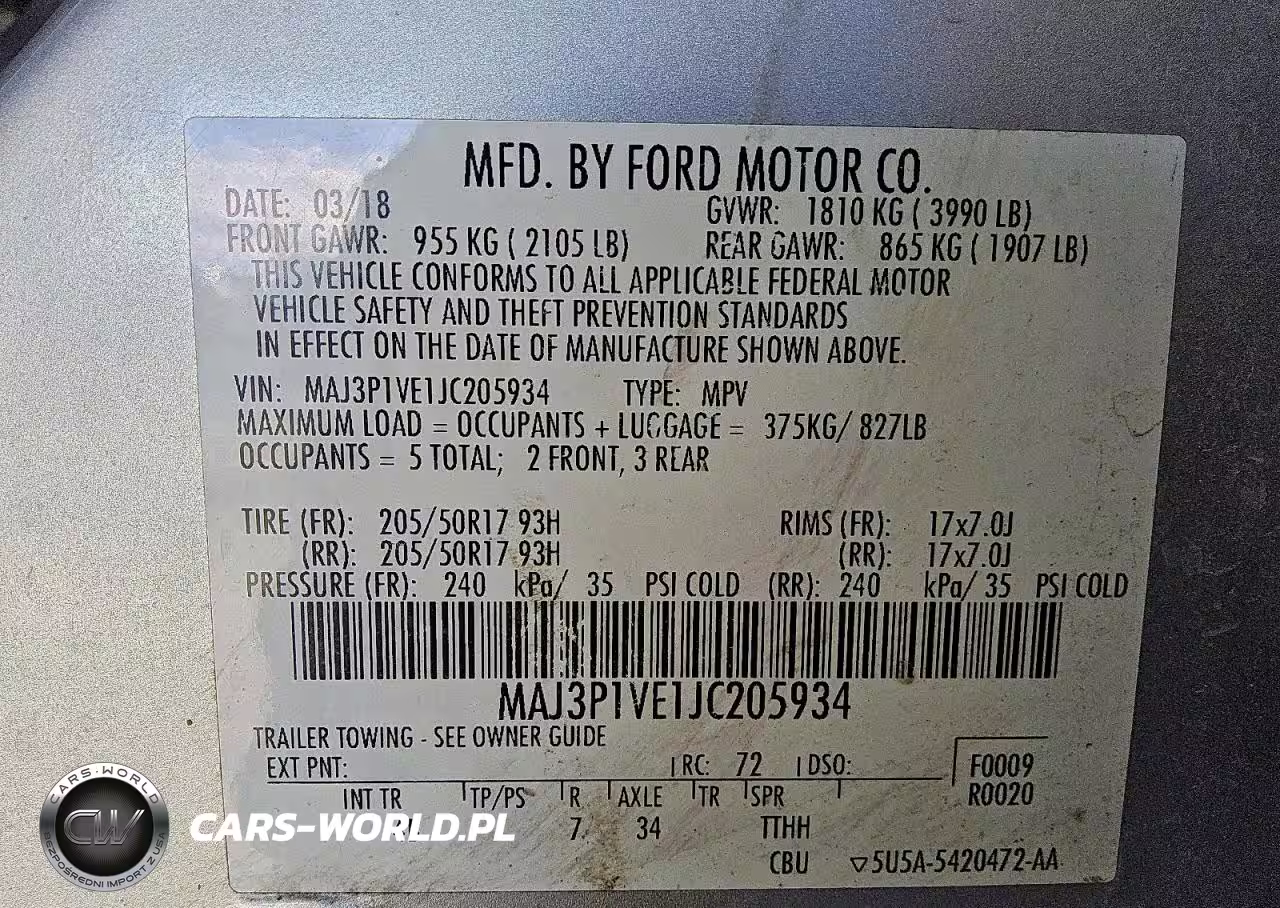 MFD. BY FORD MOTOR CO.
DATE: 03/18 GVWR: 1810 KG ( 3990 LB)
FRONT GAWR: 955 KG ( 2105 LB) REAR GAWR: 865 KG ( 1907 LB)
THIS VEHICLE CONFORMS TO ALL APPLICABLE FEDERAL MOTOR
VEHICLE SAFETY AND THEFT PREVENTION STANDARDS
IN EFFECT ON THE DATE OF MANUFACTURE SHOWN ABOVE.
VIN: MAJ3P1VE1JC205934 TYPE: MPV
MAXIMUM LOAD = OCCUPANTS + LUGGAGE = 375KG/ 827LB
OCCUPANTS = 5 TOTAL; 2 FRONT, 3 REAR
TIRE (FR): 205/50R17 93H RIMS (FR): 17x7.0J
(RR): 205/50R17 93H (RR): 17x7.0J
PRESSURE (FR): 240 kPa/ 35 PSI COLD (RR): 240 kPa/ 35 PSI COLD
MAJ3P1VE1JC205934
TRAILER TOWING - SEE OWNER GUIDE
EXT PNT: RC: 72 DSO: F0009
R0020
INT TR TP/PS R AXLE TR SPR
7 34 TTHH
CBU ▽5U5A-5420472-AA
CARS-WORLD
CW
BEZPOŚREDNI IMPORT Z USA
CARS-WORLD.PL